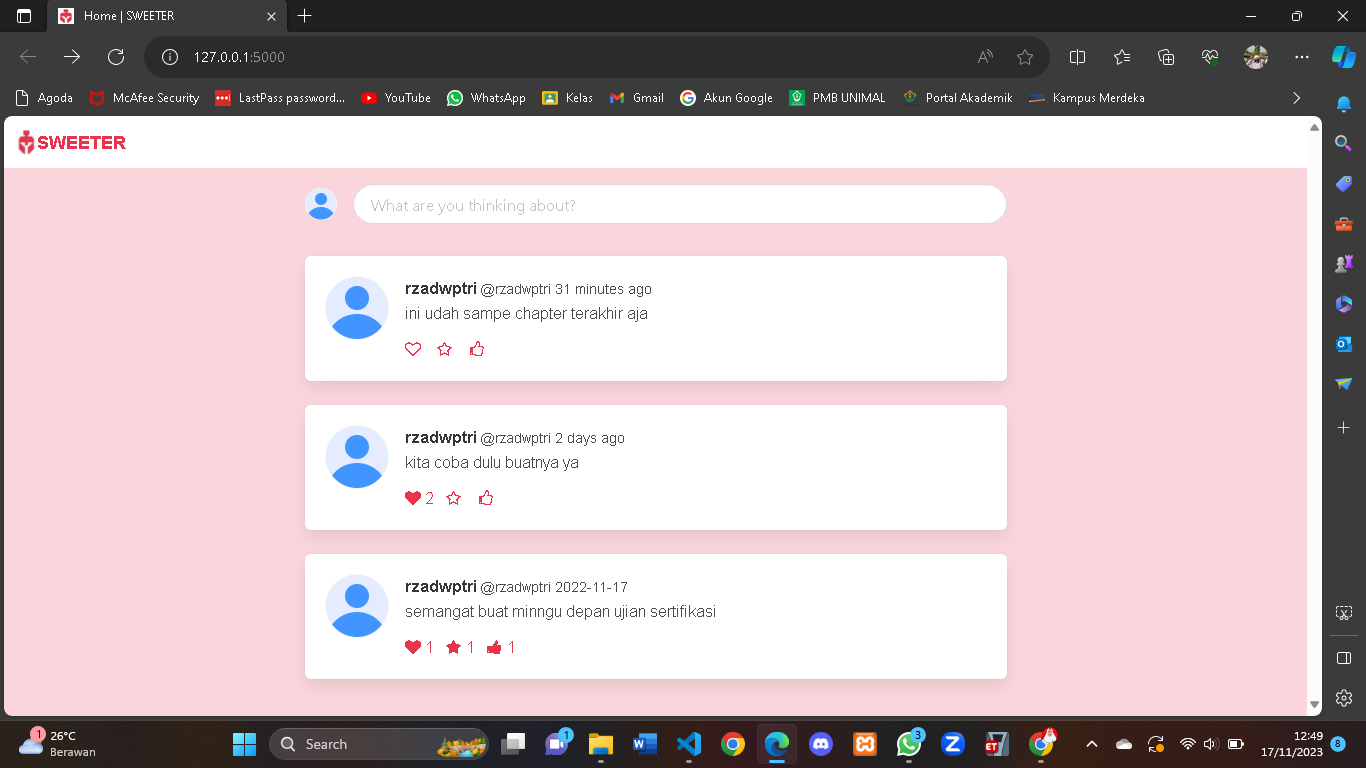 Home | SWEETER
127.0.0.1:5000
Agoda McAfee Security LastPass password... YouTube WhatsApp Kelas Gmail Akun Google PMB UNIMAL Portal Akademik Kampus Merdeka
SWEETER
What are you thinking about?
rzadwptri @rzadwptri 31 minutes ago
ini udah sampe chapter terakhir aja
rzadwptri @rzadwptri 2 days ago
kita coba dulu buatnya ya
2
rzadwptri @rzadwptri 2022-11-17
semangat buat minngu depan ujian sertifikasi
1 1 1
1 26°C
Berawan
Search
1
W
Z
ET
3
12:49
17/11/2023
8